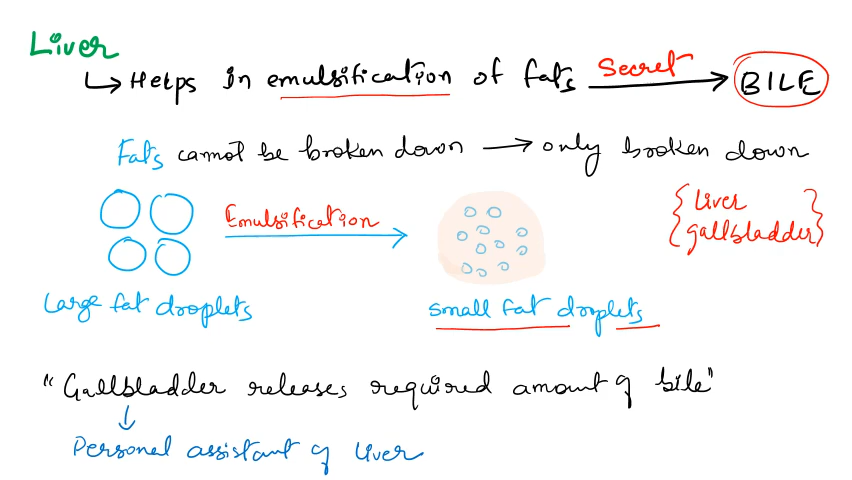 Liver
↳ Helps in emulsification of fats Secret → BILE
Fats cannot be broken down → only broken down
Emulsification
{ Liver }
{ gallbladder }
Large fat droplets
small fat droplets
"Gallbladder releases required amount of bile"
↓
Personal assistant of liver